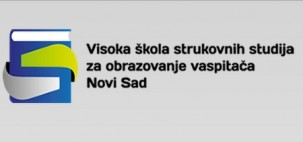 Visoka škola strukovnih studija
za obrazovanje vaspitača
Novi Sad